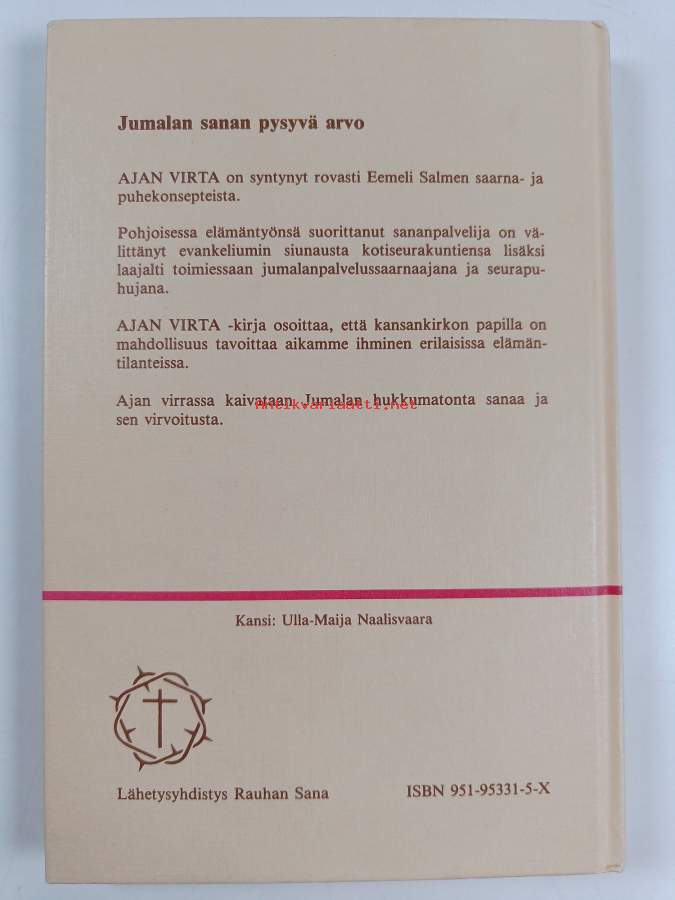 Jumalan sanan pysyvä arvo
AJAN VIRTA on syntynyt rovasti Eemeli Salmen saarna- ja
puhekonsepteista.
Pohjoisessa elämäntyönsä suorittanut sananpalvelija on vä-
littänyt evankeliumin siunausta kotiseurakuntiensa lisäksi
laajalti toimiessaan jumalanpalvelussaarnaajana ja seurapu-
hujana.
AJAN VIRTA -kirja osoittaa, että kansankirkon papilla on
mahdollisuus tavoittaa aikamme ihminen erilaisissa elämän-
tilanteissa.
Ajan virrassa kaivataan Jumalan hukkumatonta sanaa ja
Antikvariaatti.net
sen virvoitusta.
Kansi: Ulla-Maija Naalisvaara
Lähetysyhdistys Rauhan Sana
ISBN 951-95331-5-X